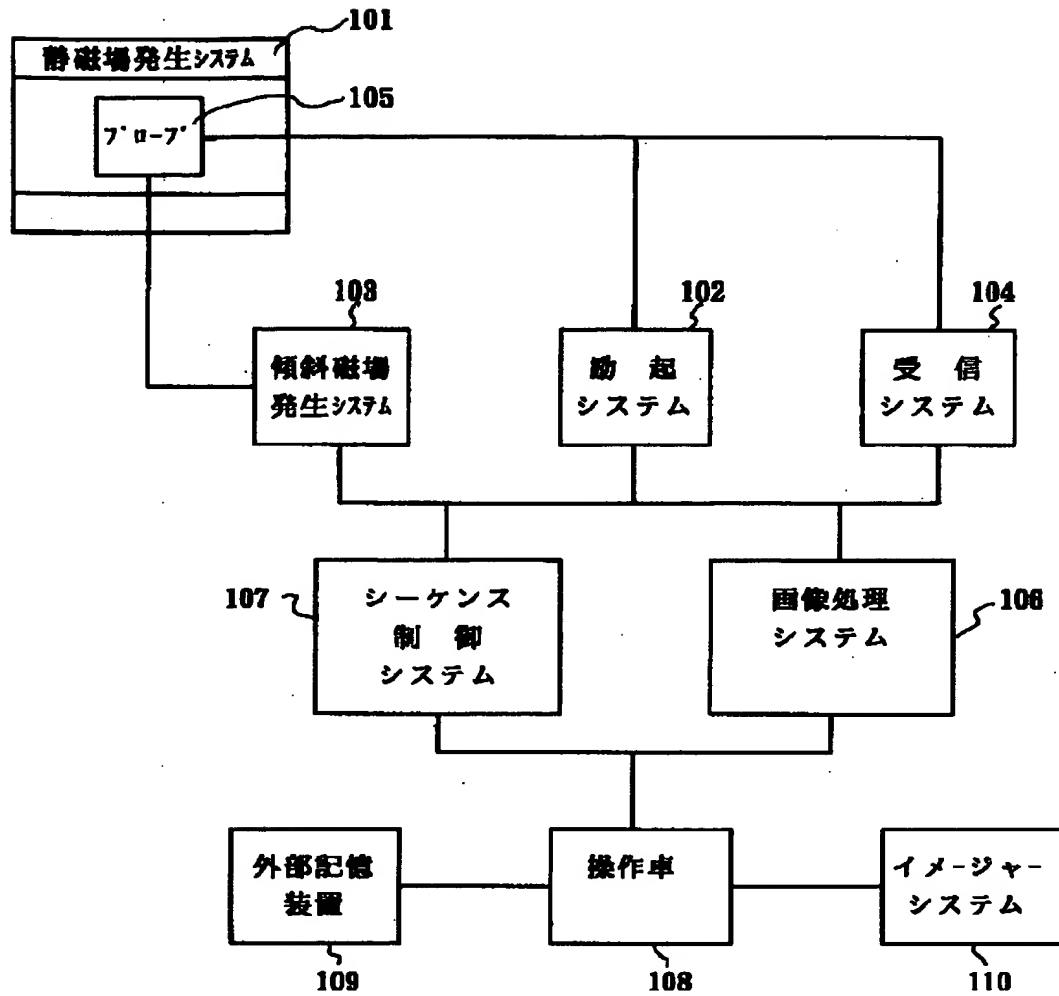 101
静磁場発生システム
105
プローブ
103
102
104
傾斜磁場
発生システム
励 起
システム
受 信
システム
107
シーケンス
制 御
システム
画像処理
システム
106
外部記憶
装置
操作車
イメージャー
システム
109
108
110